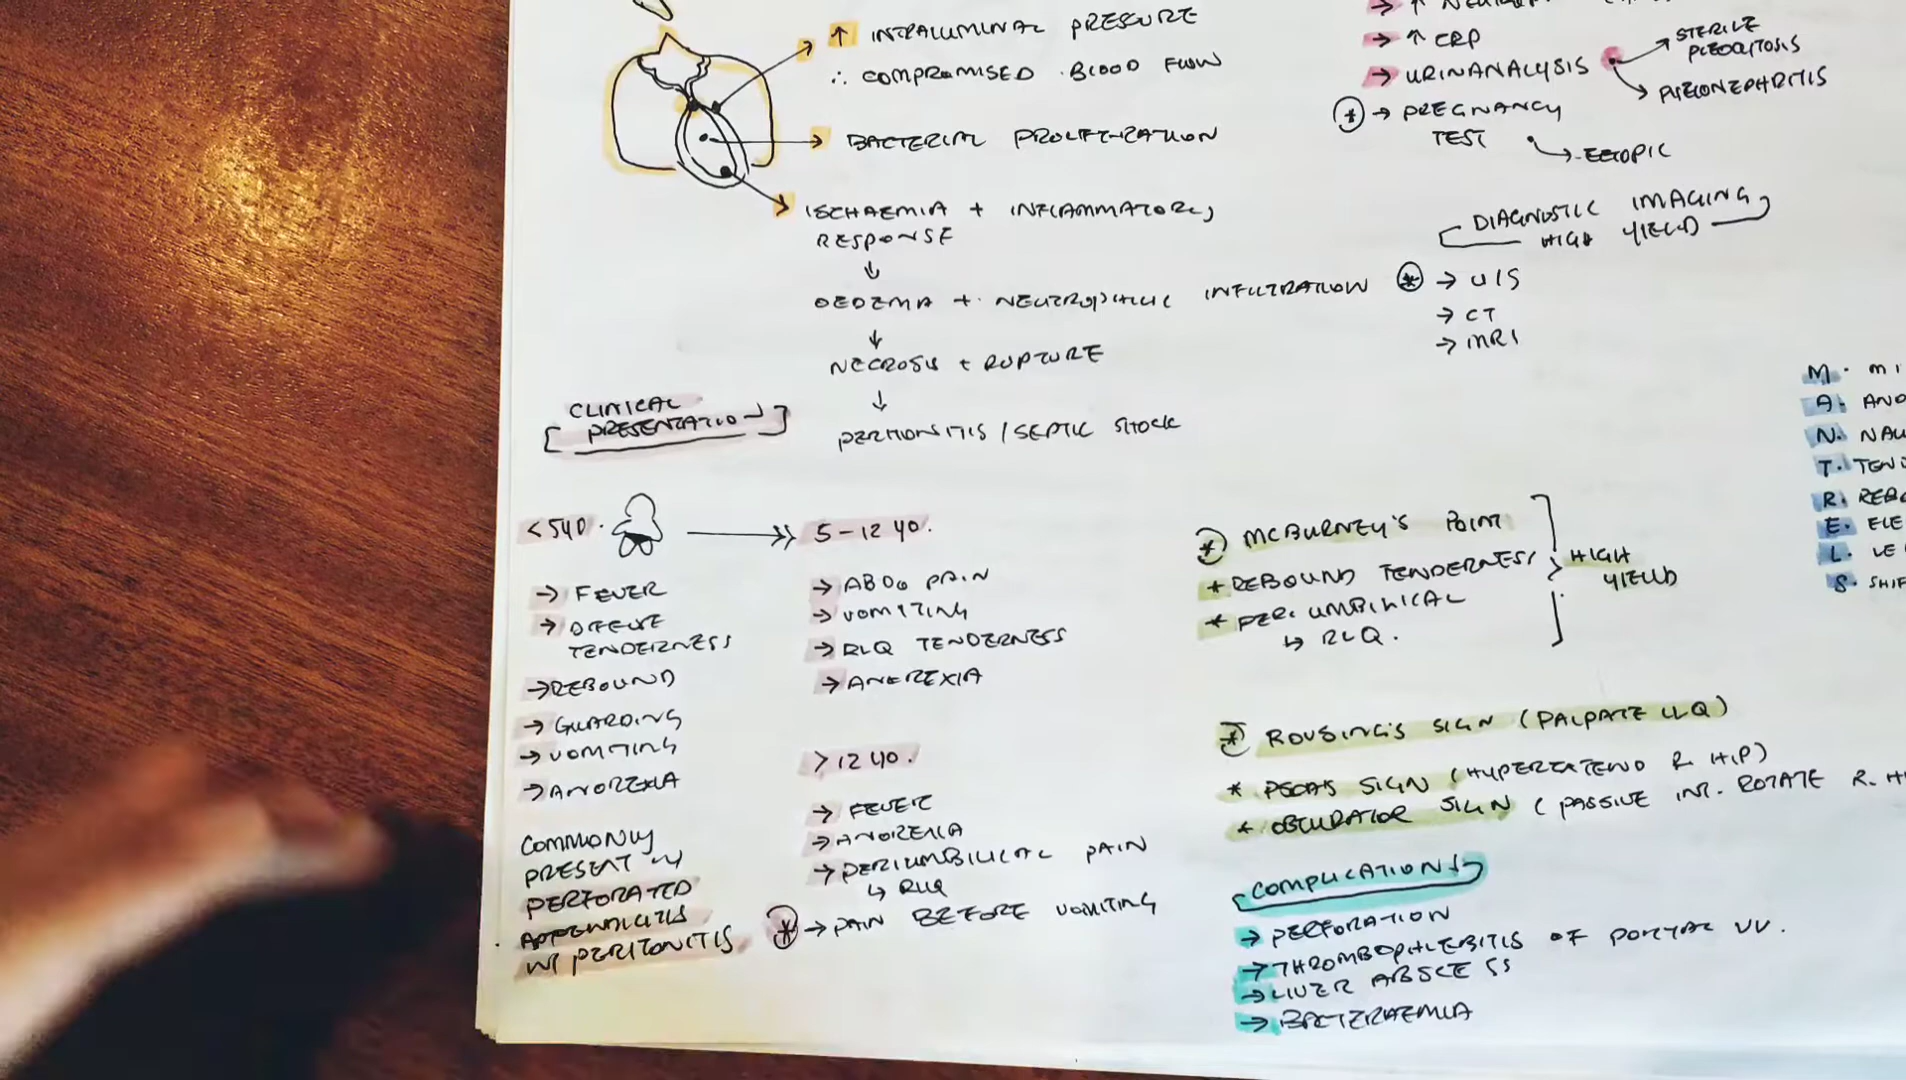 ↑ INTRALUMINAL PRESSURE
∴ COMPROMISED BLOOD FLOW
BACTERIAL PROLIFERATION
ISCHAEMIA + INFLAMMATORY
RESPONSE
↓
OEDEMA + NEUTROPHILIC INFILTRATION
↓
NECROSIS + RUPTURE
↓
PERITONITIS / SEPTIC SHOCK
→ ↑ CRP
→ URINANALYSIS
STERILE
PYELONEPHRITIS
* → PREGNANCY
TEST
→ ECTOPIC
DIAGNOSTIC IMAGING
HIGH YIELD
* → U/S
→ CT
→ MRI
CLINICAL
PRESENTATION
<5 YO.
→ FEVER
→ DIFFUSE
TENDERNESS
→ REBOUND
→ GUARDING
→ VOMITING
→ ANOREXIA
COMMONLY
PRESENT W/
PERFORATED
APPENDICITIS
W/ PERITONITIS
5-12 YO.
→ ABDO PAIN
→ VOMITING
→ RLQ TENDERNESS
→ ANEREXIA
>12 YO.
→ FEVER
→ ANOREXIA
→ PERIUMBILICAL PAIN
↳ RLQ
* → PAIN BEFORE VOMITING
* MCBURNEY'S POINT
* REBOUND TENDERNESS
* PERIUMBILICAL
↳ RLQ.
HIGH
YIELD
* ROVSING'S SIGN (PALPATE LLQ)
* PSOAS SIGN (HYPEREXTEND R. HIP)
* OBTURATOR SIGN (PASSIVE INT. ROTATE R.
COMPLICATIONS
→ PERFORATION
→ THROMBOPHLEBITIS OF PORTAL VV.
→ LIVER ABSCESS
→ BACTERAEMIA
M.
A.
N.
T.
R.
E.
L.
S.